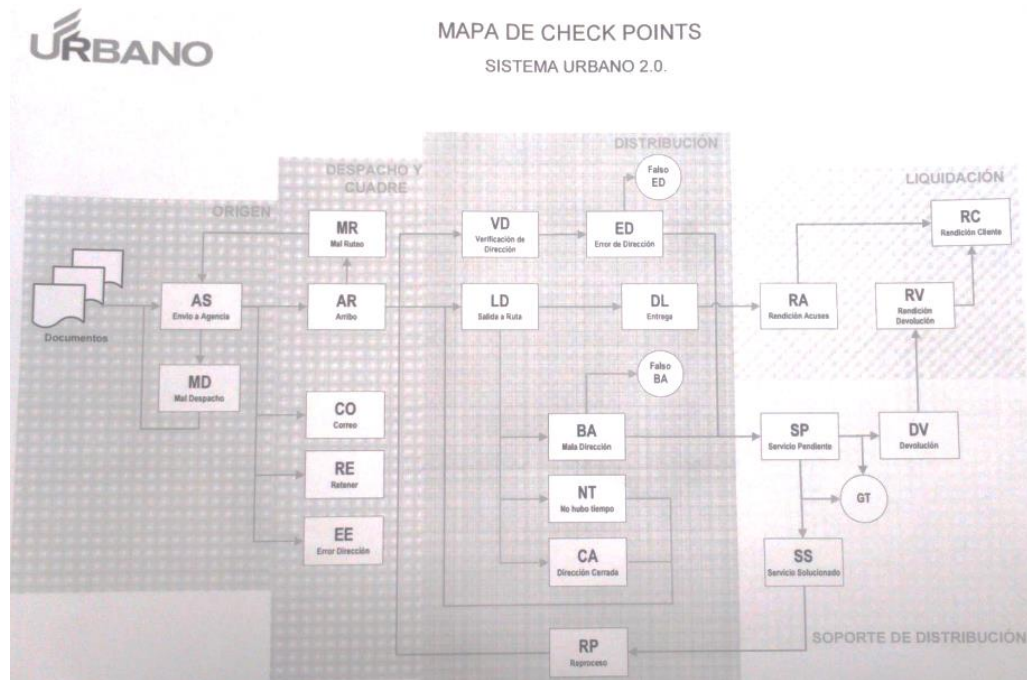 URBANO
MAPA DE CHECK POINTS
SISTEMA URBANO 2.0.
DISTRIBUCIÓN
DESPACHO Y
CUADRE
LIQUIDACIÓN
ORIGEN
Falso
ED
MR
Mal Ruteo
VD
Verificación de
Dirección
ED
Error de Dirección
RC
Rendición Cliente
Documentos
AS
Envío a Agencia
AR
Arribo
LD
Salida a Ruta
DL
Entrega
RA
Rendición Acuses
RV
Rendición
Devolución
MD
Mal Despacho
Falso
BA
CO
Correo
BA
Mala Dirección
SP
Servicio Pendiente
DV
Devolución
RE
Retener
NT
No hubo tiempo
GT
EE
Error Dirección
CA
Dirección Cerrada
SS
Servicio Solucionado
RP
Reproceso
SOPORTE DE DISTRIBUCIÓN